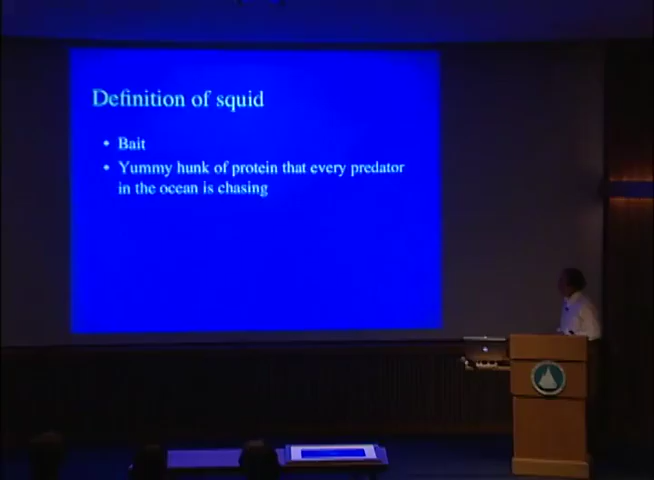 Definition of squid
• Bait
• Yummy hunk of protein that every predator
in the ocean is chasing